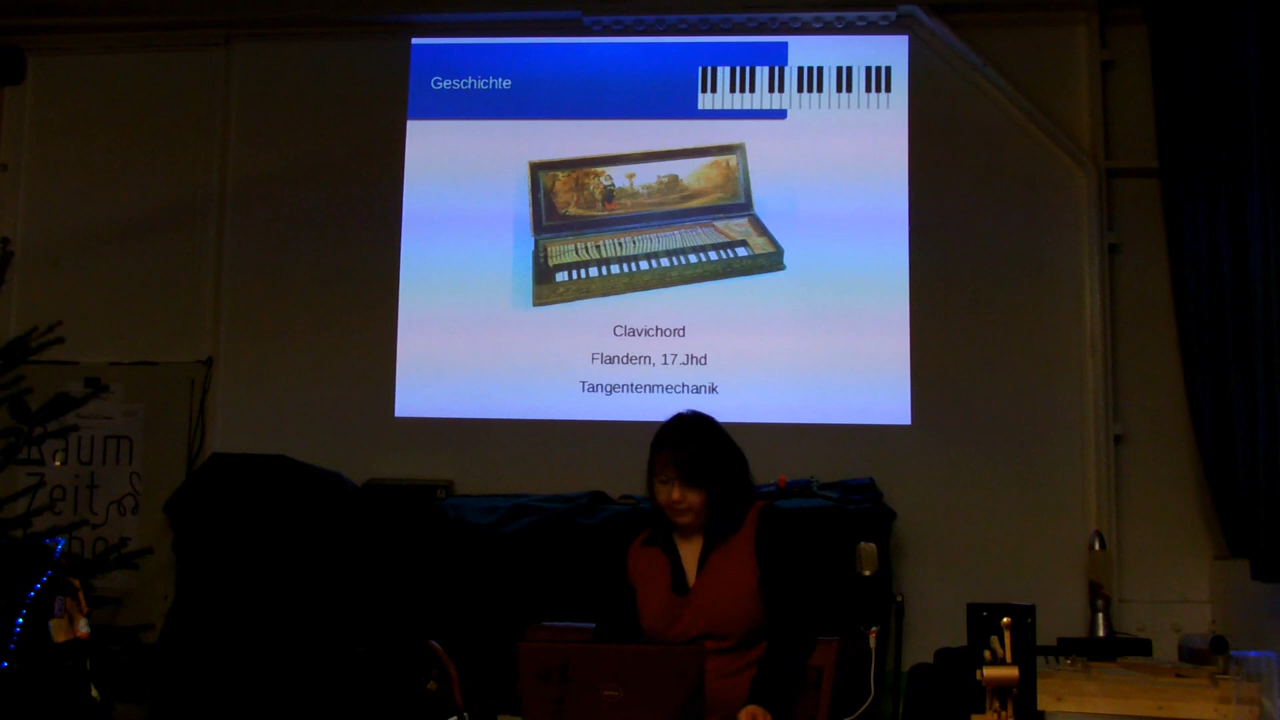 Geschichte
Clavichord
Flandern, 17.Jhd
Tangentenmechanik
Raum
Zeit